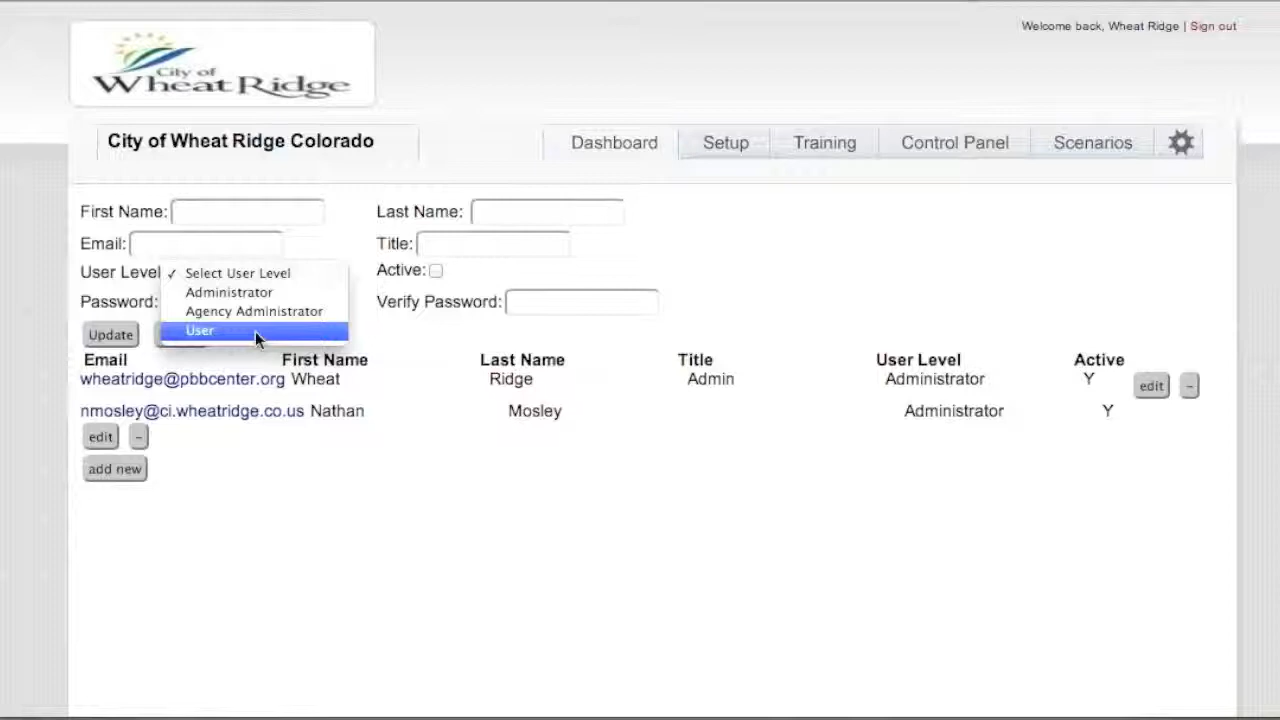 Welcome back, Wheat Ridge | Sign out
City of
Wheat Ridge
City of Wheat Ridge Colorado
Dashboard Setup Training Control Panel Scenarios
First Name: Last Name:
Email: Title:
User Level ✓ Select User Level Active:
Administrator
Password: Verify Password:
Agency Administrator
User
Update
Email First Name Last Name Title User Level Active
wheatridge@pbbcenter.org Wheat Ridge Admin Administrator Y edit -
nmosley@ci.wheatridge.co.us Nathan Mosley Administrator Y
edit -
add new